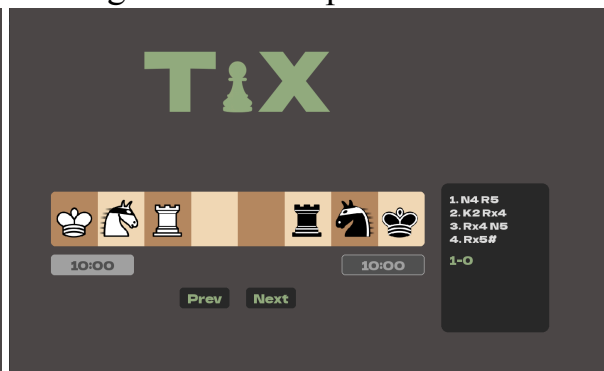 TiX
1. N4 R5
2. K2 Rx4
3. Rx4 N5
4. Rx5#
1-0
10:00
10:00
Prev
Next